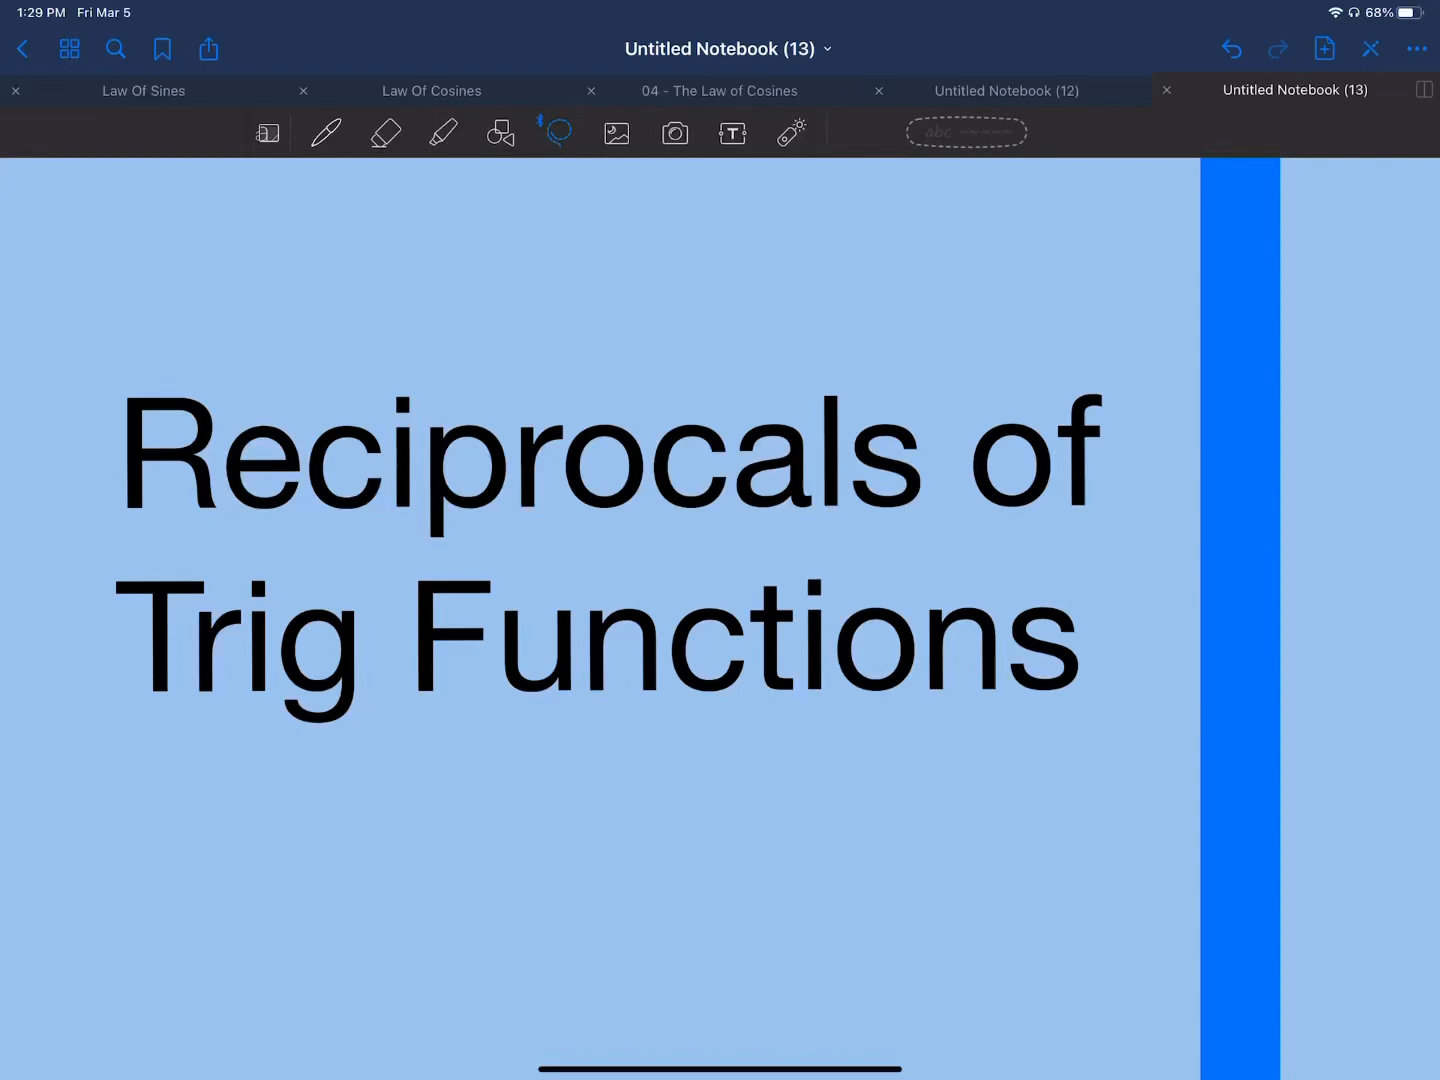 1:29 PM Fri Mar 5 68%
Untitled Notebook (13)
Law Of Sines Law Of Cosines 04 - The Law of Cosines Untitled Notebook (12) Untitled Notebook (13)
T abc
Reciprocals of
Trig Functions